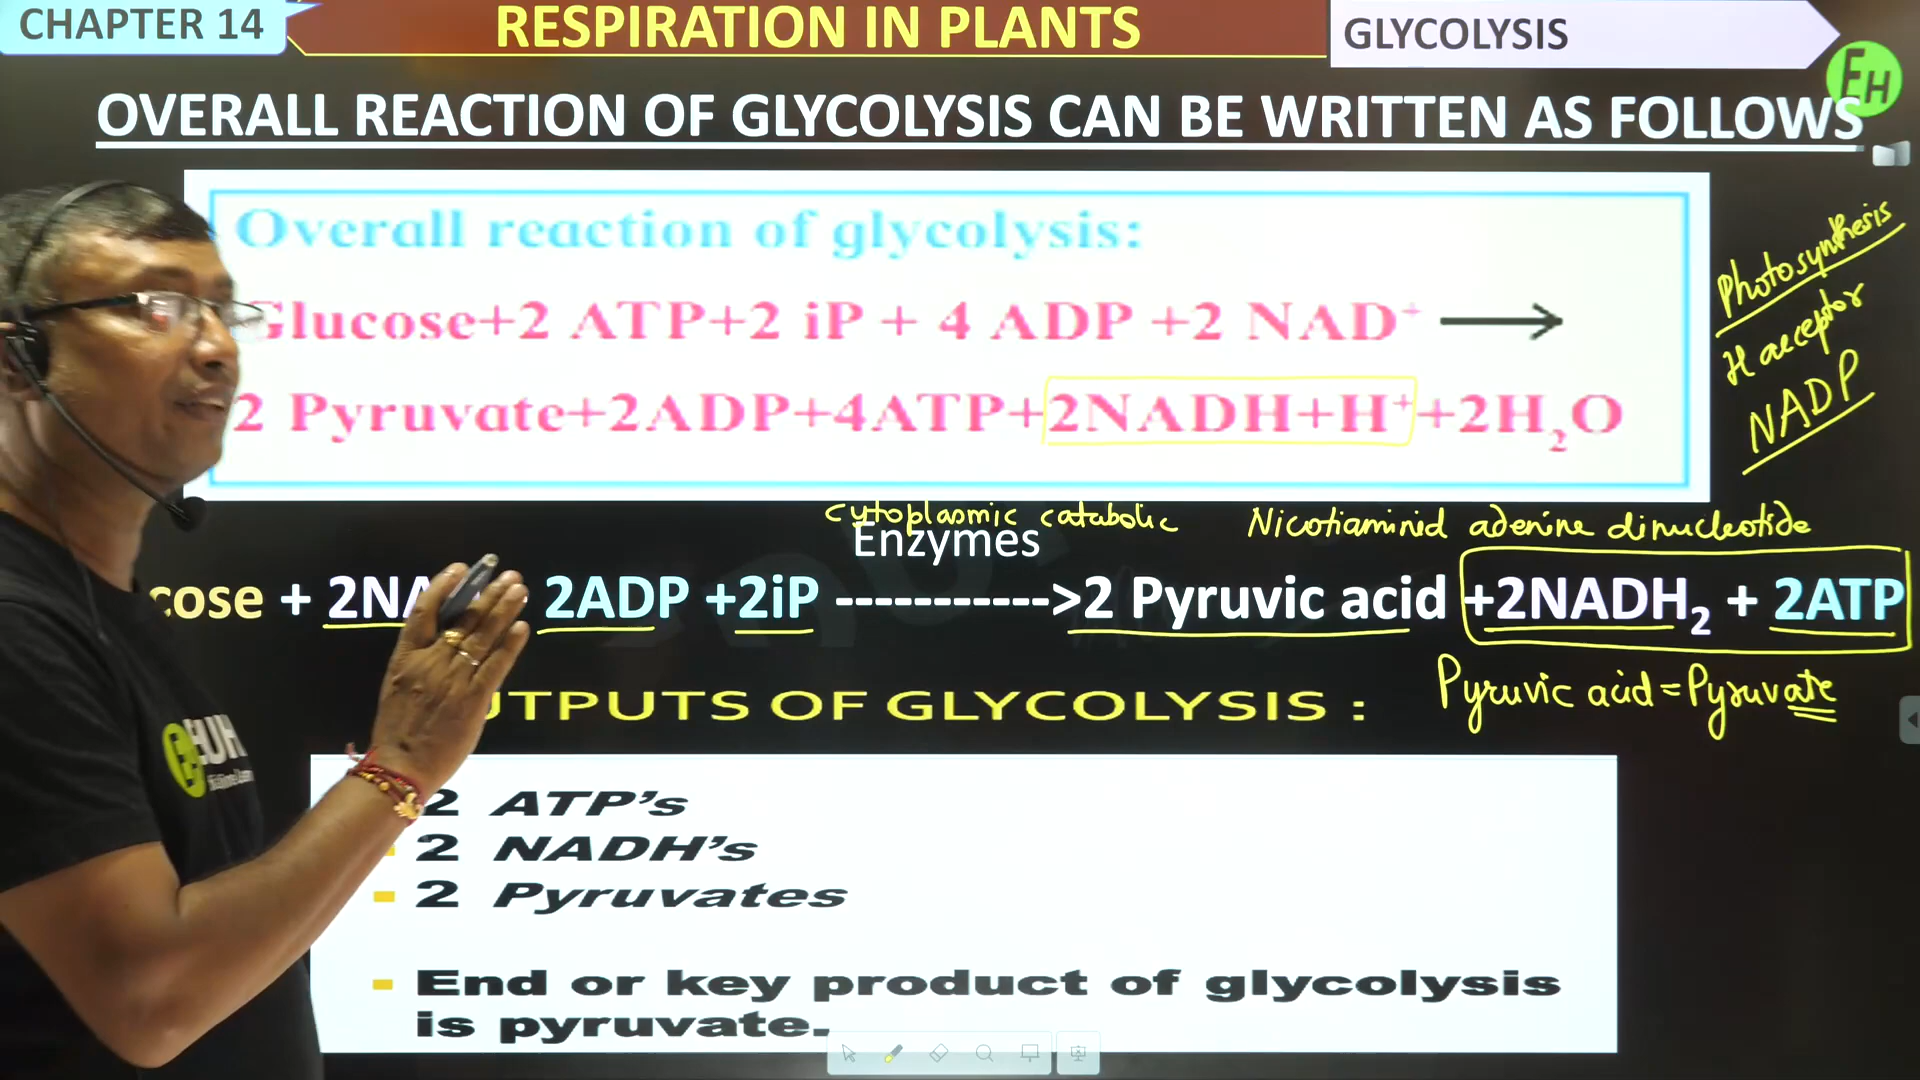 CHAPTER 14
RESPIRATION IN PLANTS
GLYCOLYSIS
EH
OVERALL REACTION OF GLYCOLYSIS CAN BE WRITTEN AS FOLLOWS
Overall reaction of glycolysis:
Glucose+2 ATP+2 iP + 4 ADP +2 NAD⁺ ⟶
2 Pyruvate+2ADP+4ATP+2NADH+H⁺+2H₂O
Photosynthesis
H acceptor
NADP
cytoplasmic catabolic
Nicotiaminid adenine dinucleotide
Enzymes
cose + 2NA 2ADP +2iP ----------->2 Pyruvic acid +2NADH₂ + 2ATP
Pyruvic acid = Pyruvate
UTPUTS OF GLYCOLYSIS :
2 ATP's
2 NADH's
2 Pyruvates
End or key product of glycolysis
is pyruvate.